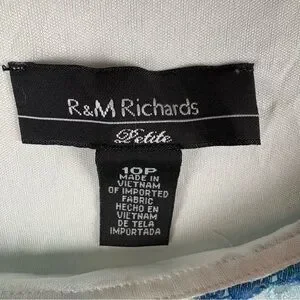 R&M Richards
Petite
10P
MADE IN
VIETNAM
OF IMPORTED
FABRIC
HECHO EN
VIETNAM
DE TELA
IMPORTADA